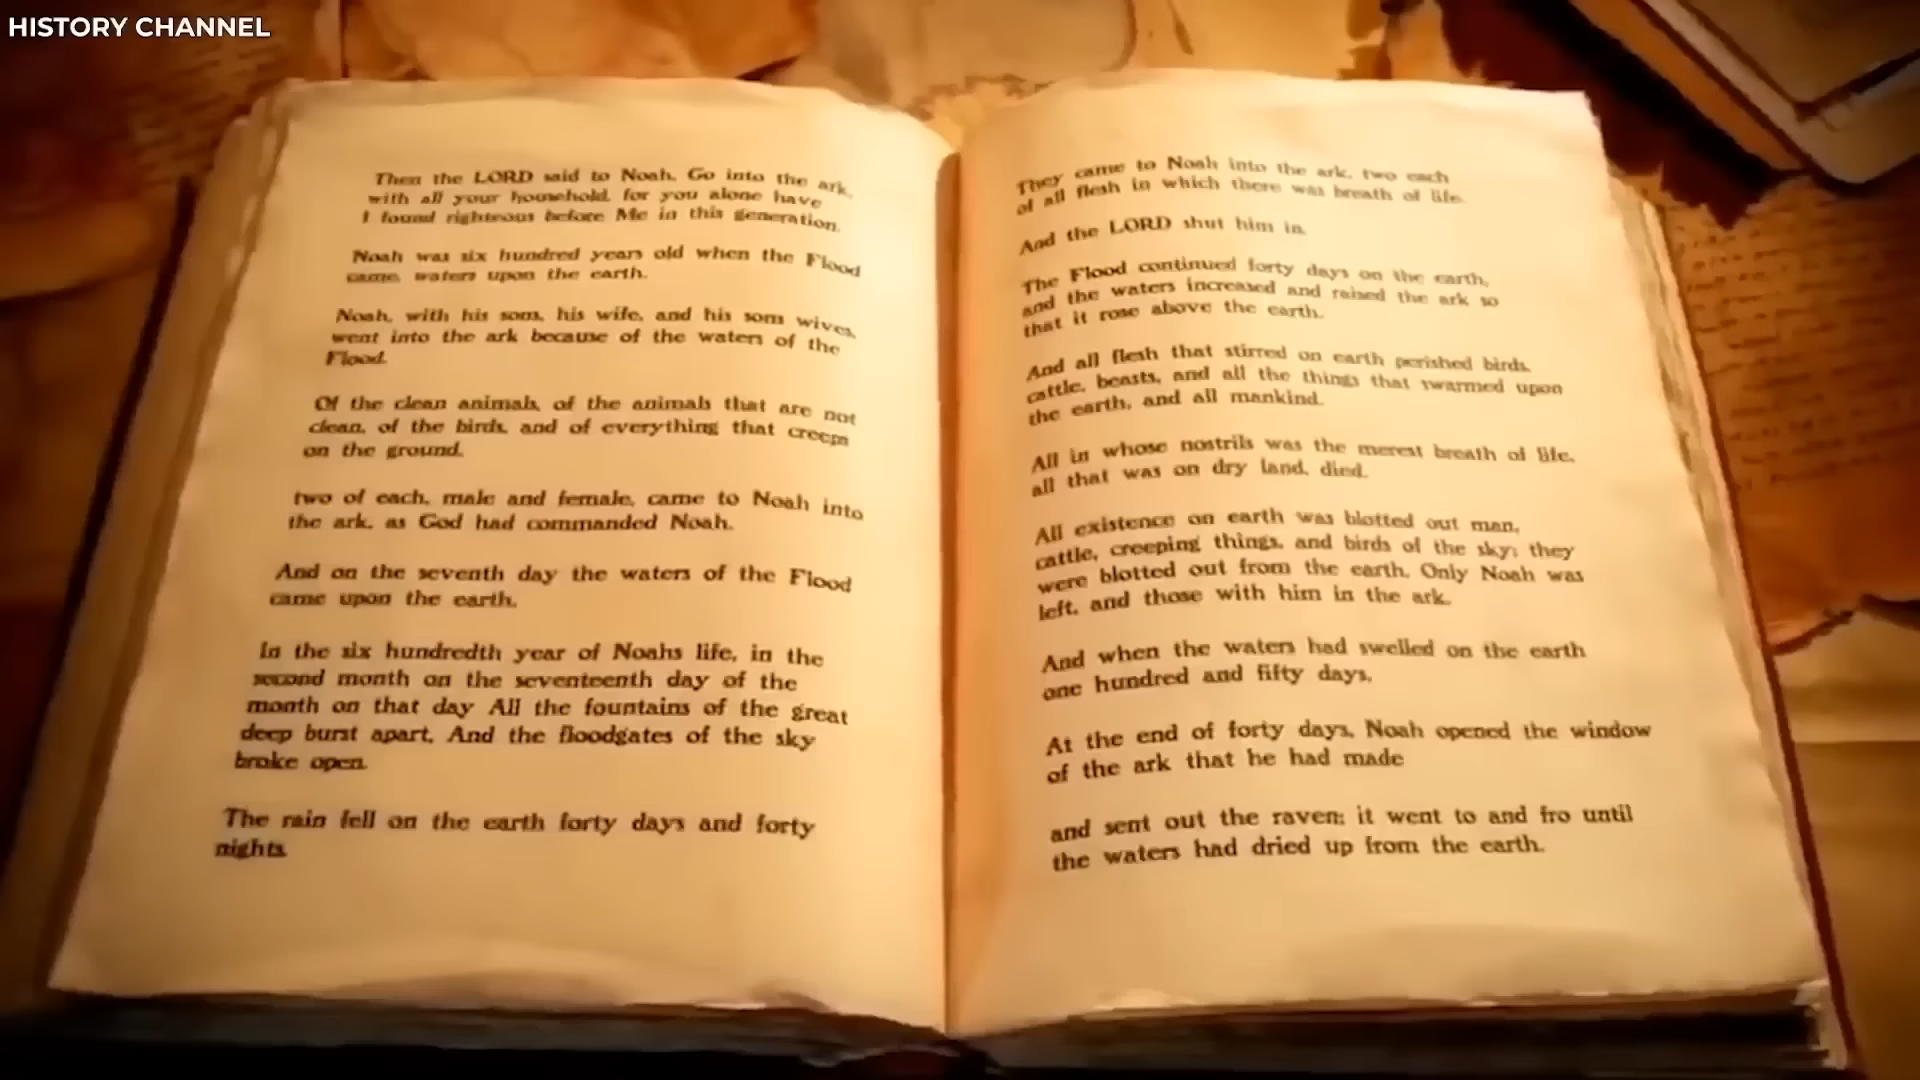 HISTORY CHANNEL
Then the LORD said to Noah, Go into the ark,
with all your household, for you alone have
I found righteous before Me in this generation.
Noah was six hundred years old when the Flood
came, waters upon the earth.
Noah, with his sons, his wife, and his sons wives,
went into the ark because of the waters of the
Flood.
Of the clean animals, of the animals that are not
clean, of the birds, and of everything that creeps
on the ground,
two of each, male and female, came to Noah into
the ark, as God had commanded Noah.
And on the seventh day the waters of the Flood
came upon the earth.
In the six hundredth year of Noahs life, in the
second month on the seventeenth day of the
month on that day All the fountains of the great
deep burst apart, And the floodgates of the sky
broke open.
The rain fell on the earth forty days and forty
nights.
They came to Noah into the ark, two each
of all flesh in which there was breath of life.
And the LORD shut him in.
The Flood continued forty days on the earth,
and the waters increased and raised the ark so
that it rose above the earth.
And all flesh that stirred on earth perished birds,
cattle, beasts, and all the things that swarmed upon
the earth, and all mankind.
All in whose nostrils was the merest breath of life,
all that was on dry land, died.
All existence on earth was blotted out man,
cattle, creeping things, and birds of the sky; they
were blotted out from the earth. Only Noah was
left, and those with him in the ark.
And when the waters had swelled on the earth
one hundred and fifty days,
At the end of forty days, Noah opened the window
of the ark that he had made
and sent out the raven; it went to and fro until
the waters had dried up from the earth.